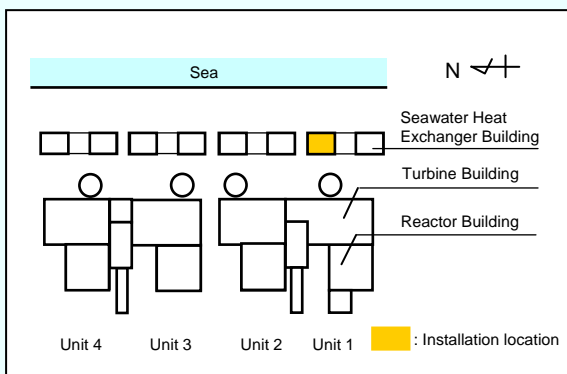 Sea
N
Seawater Heat
Exchanger Building
Turbine Building
Reactor Building
Unit 4
Unit 3
Unit 2
Unit 1
: Installation location